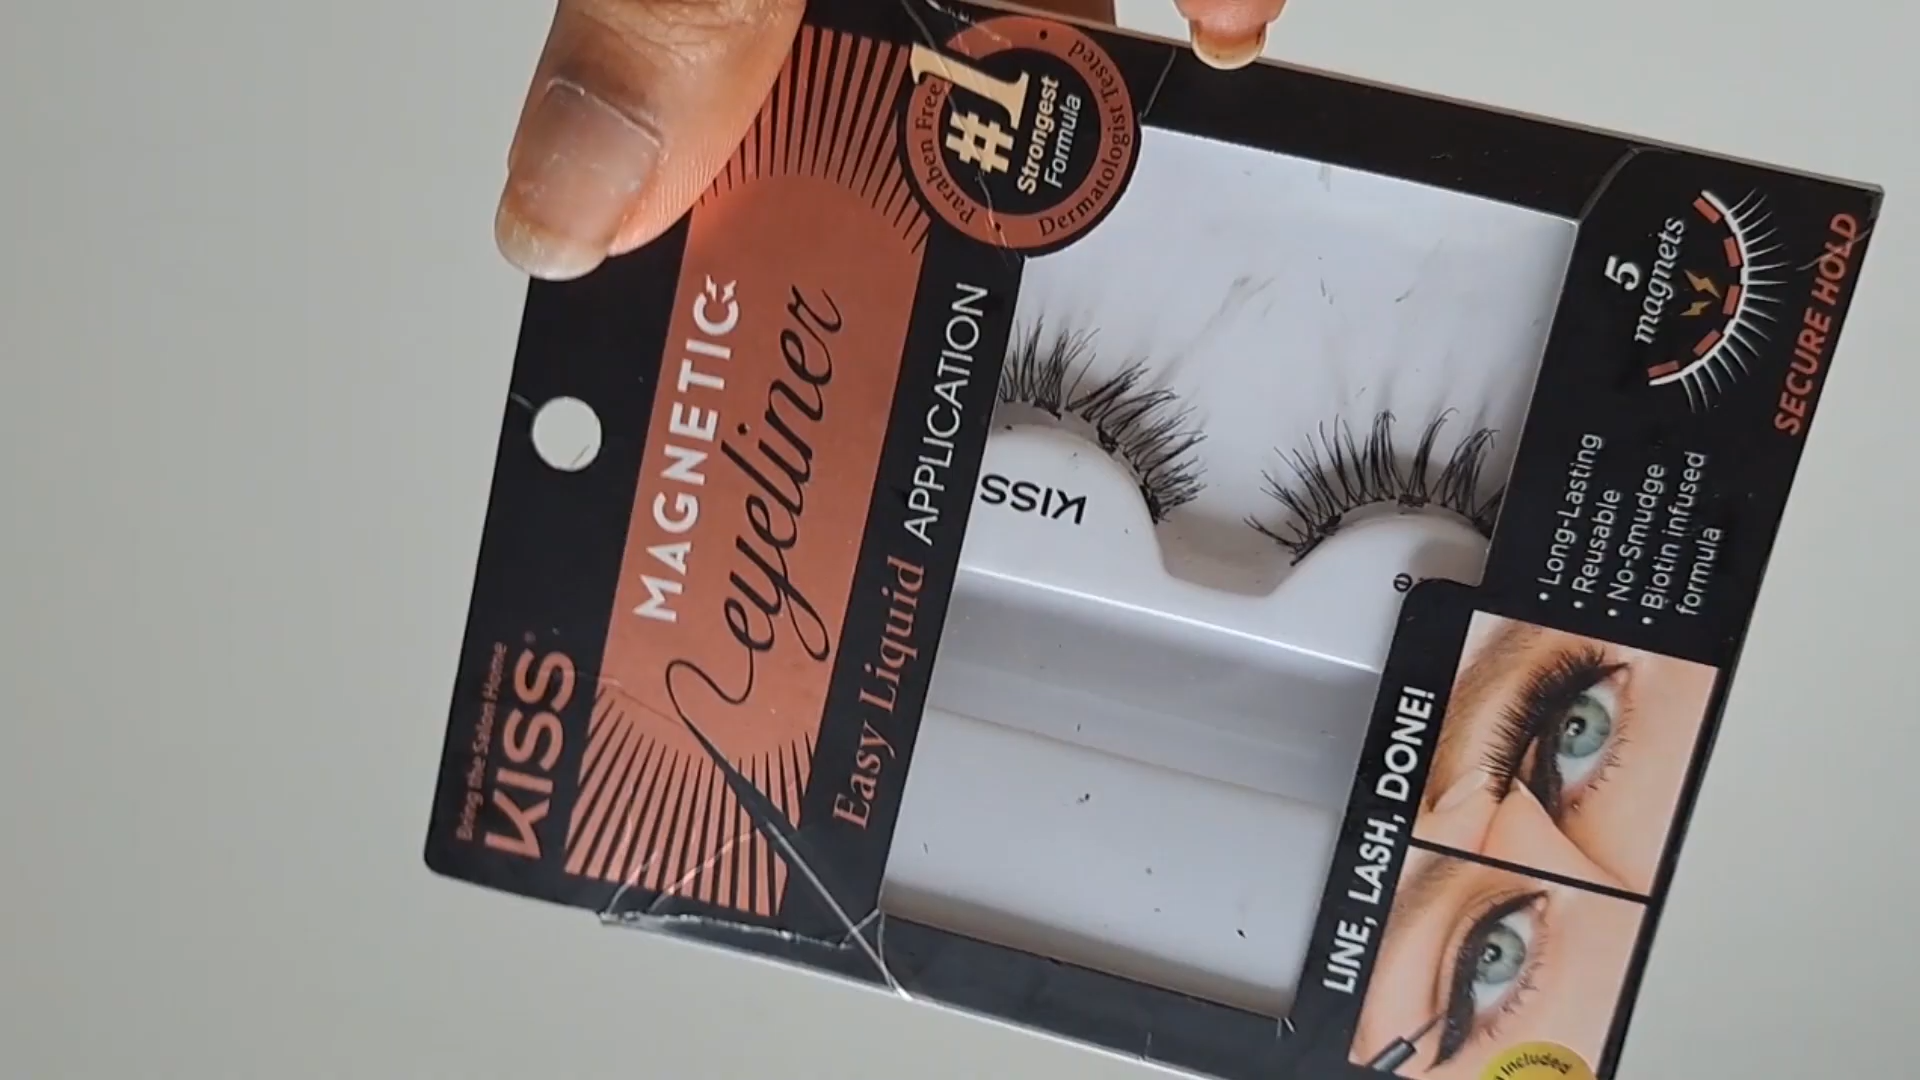 Bring the Salon Home
KISS®
MAGNETIC
eyeliner
Easy Liquid APPLICATION
Paraben Free • Dermatologist Tested •
#1
Strongest
Formula
KISS
5
magnets
SECURE HOLD
• Long-Lasting
• Reusable
• No-Smudge
• Biotin infused
formula
LINE, LASH, DONE!
Included